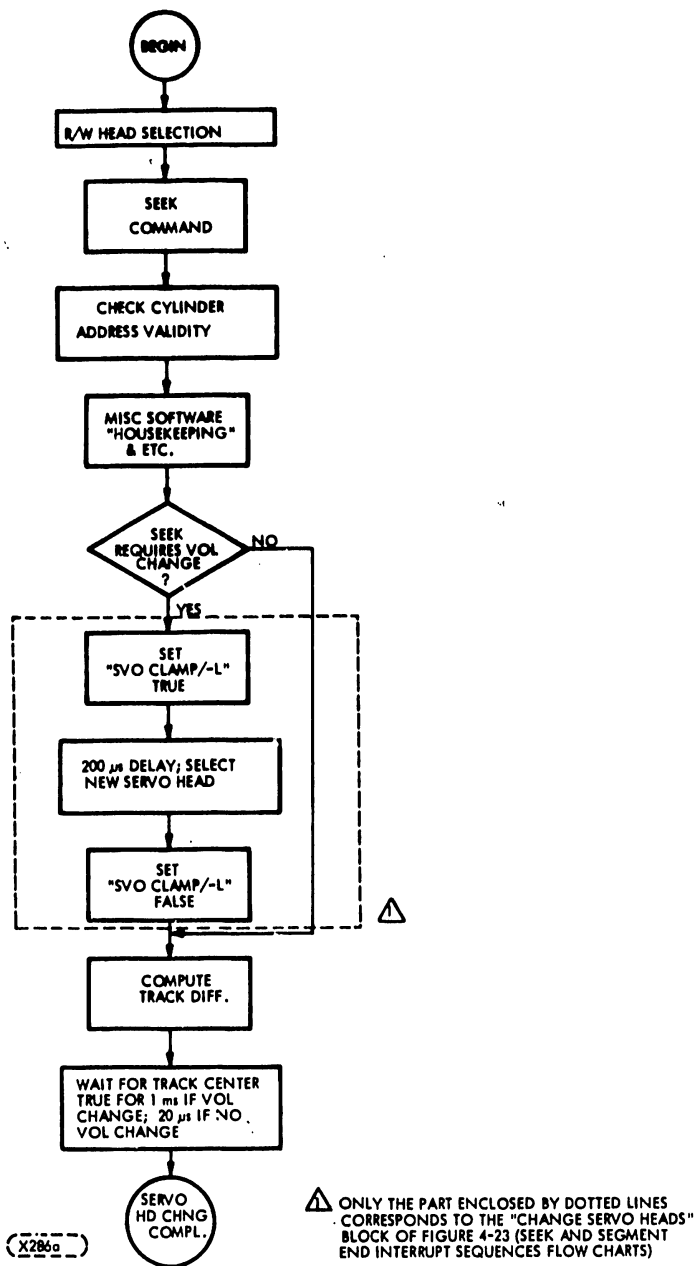 BEGIN
R/W HEAD SELECTION
SEEK
COMMAND
CHECK CYLINDER
ADDRESS VALIDITY
MISC SOFTWARE
"HOUSEKEEPING"
& ETC.
SEEK
REQUIRES VOL
CHANGE
?
NO
YES
SET
"SVO CLAMP/-L"
TRUE
200 µs DELAY; SELECT
NEW SERVO HEAD
SET
"SVO CLAMP/-L"
FALSE
1
COMPUTE
TRACK DIFF.
WAIT FOR TRACK CENTER
TRUE FOR 1 ms IF VOL
CHANGE; 20 µs IF NO
VOL CHANGE
SERVO
HD CHNG
COMPL.
X286a
1 ONLY THE PART ENCLOSED BY DOTTED LINES
CORRESPONDS TO THE "CHANGE SERVO HEADS"
BLOCK OF FIGURE 4-23 (SEEK AND SEGMENT
END INTERRUPT SEQUENCES FLOW CHARTS)